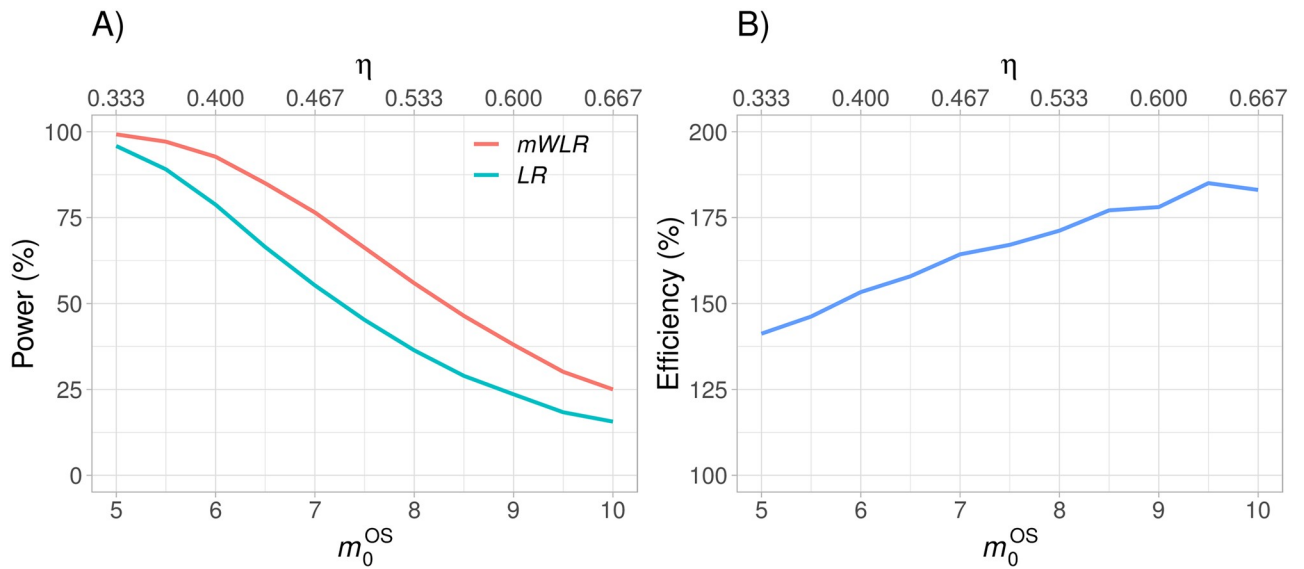 A)
η
0.333 0.400 0.467 0.533 0.600 0.667
100
75
50
25
0
Power (%)
mWLR
LR
5 6 7 8 9 10
m₀ᴼˢ
B)
η
0.333 0.400 0.467 0.533 0.600 0.667
200
175
150
125
100
Efficiency (%)
5 6 7 8 9 10
m₀ᴼˢ